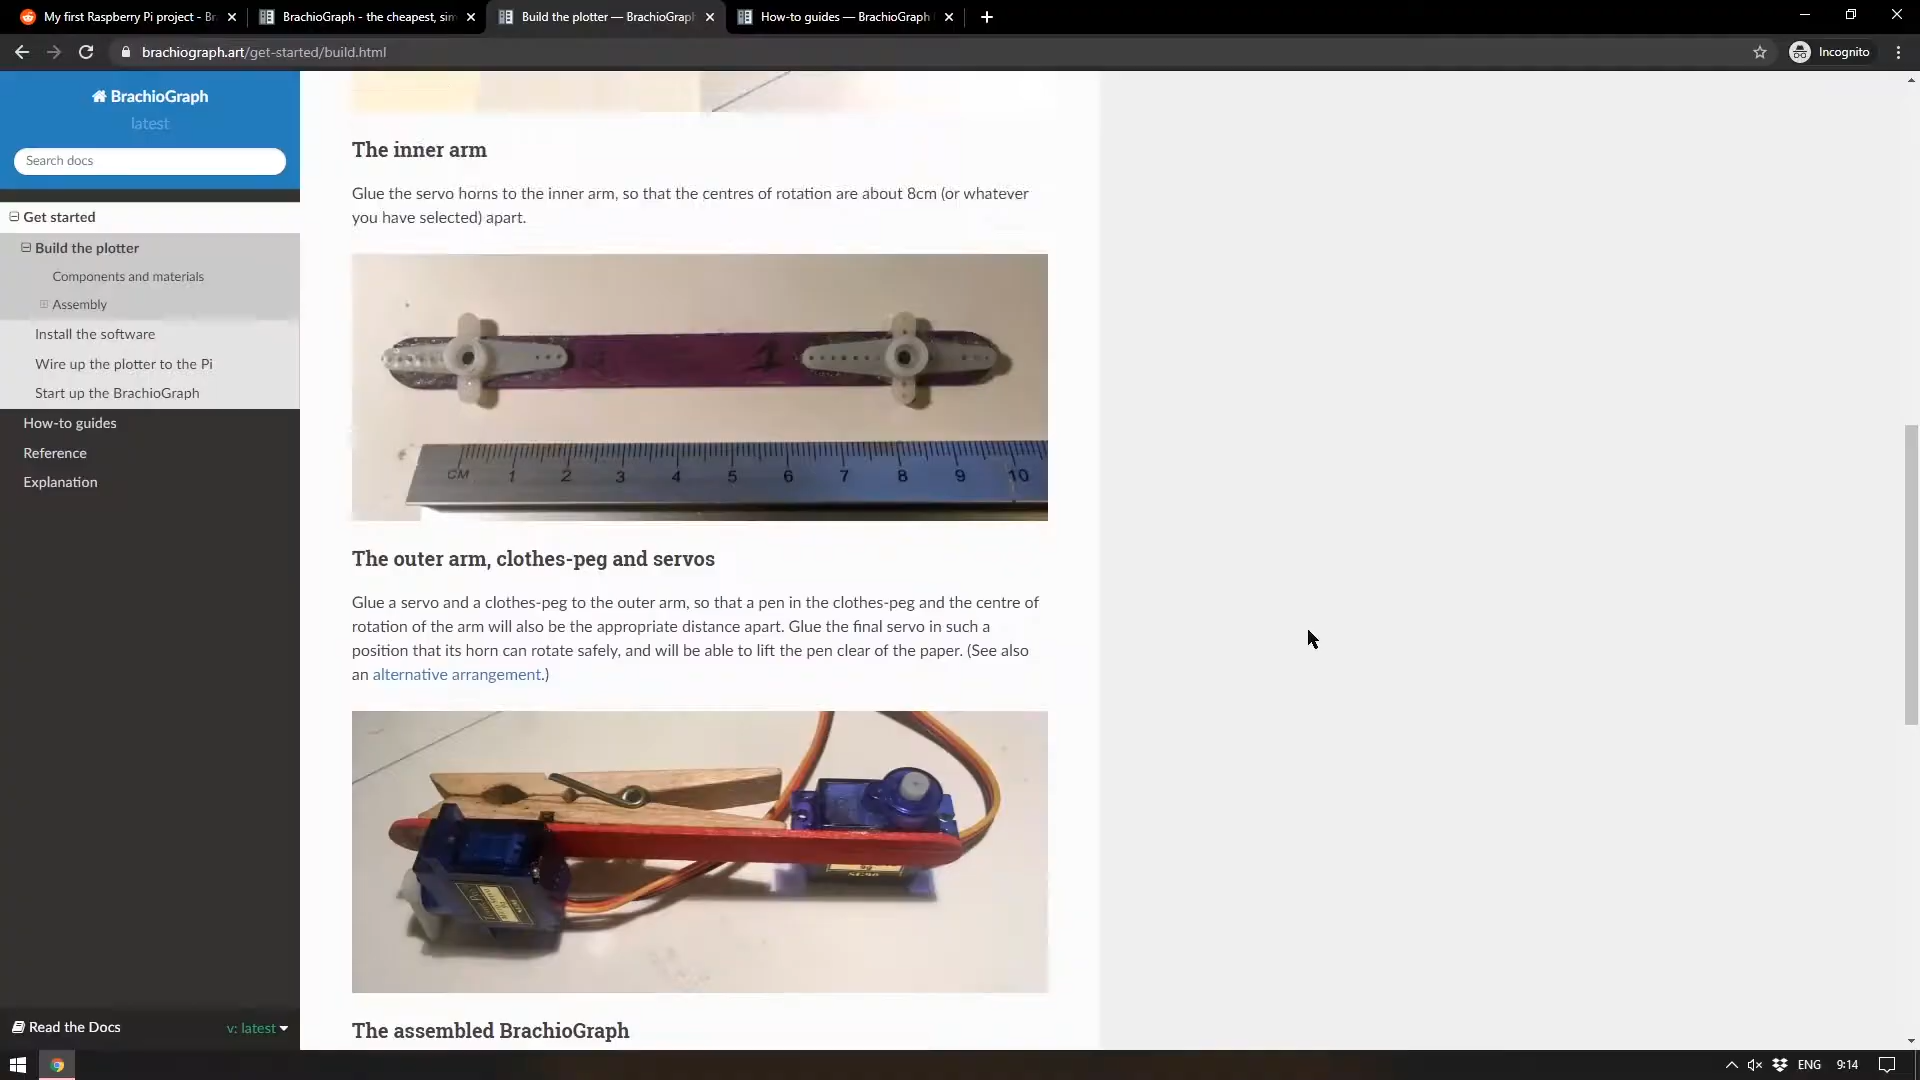 My first Raspberry Pi project - Br
BrachioGraph - the cheapest, sim
Build the plotter — BrachioGraph
How-to guides — BrachioGraph
brachiograph.art/get-started/build.html
Incognito
BrachioGraph
latest
Search docs
Get started
Build the plotter
Components and materials
Assembly
Install the software
Wire up the plotter to the Pi
Start up the BrachioGraph
How-to guides
Reference
Explanation
Read the Docs
v: latest
The inner arm
Glue the servo horns to the inner arm, so that the centres of rotation are about 8cm (or whatever
you have selected) apart.
CM 1 2 3 4 5 6 7 8 9 10
The outer arm, clothes-peg and servos
Glue a servo and a clothes-peg to the outer arm, so that a pen in the clothes-peg and the centre of
rotation of the arm will also be the appropriate distance apart. Glue the final servo in such a
position that its horn can rotate safely, and will be able to lift the pen clear of the paper. (See also
an alternative arrangement.)
The assembled BrachioGraph
ENG
9:14